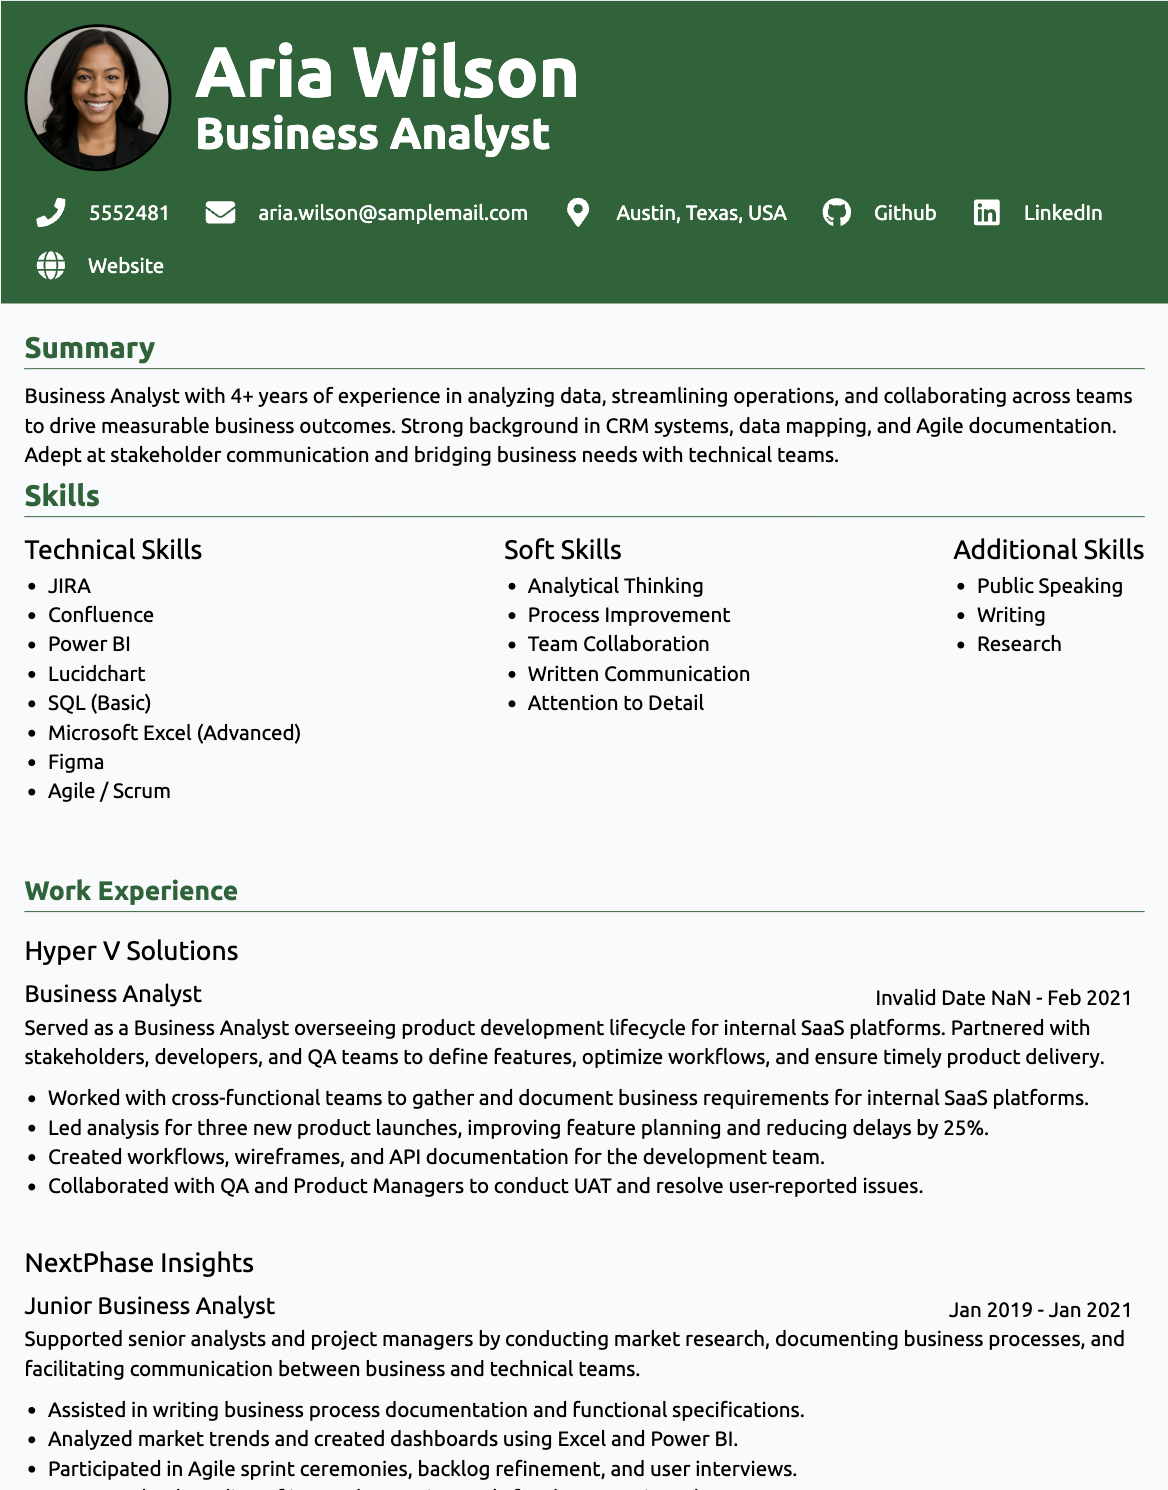 Aria Wilson
Business Analyst
5552481 aria.wilson@samplemail.com Austin, Texas, USA Github LinkedIn
Website
Summary
Business Analyst with 4+ years of experience in analyzing data, streamlining operations, and collaborating across teams
to drive measurable business outcomes. Strong background in CRM systems, data mapping, and Agile documentation.
Adept at stakeholder communication and bridging business needs with technical teams.
Skills
Technical Skills
• JIRA
• Confluence
• Power BI
• Lucidchart
• SQL (Basic)
• Microsoft Excel (Advanced)
• Figma
• Agile / Scrum
Soft Skills
• Analytical Thinking
• Process Improvement
• Team Collaboration
• Written Communication
• Attention to Detail
Additional Skills
• Public Speaking
• Writing
• Research
Work Experience
Hyper V Solutions
Business Analyst Invalid Date NaN - Feb 2021
Served as a Business Analyst overseeing product development lifecycle for internal SaaS platforms. Partnered with
stakeholders, developers, and QA teams to define features, optimize workflows, and ensure timely product delivery.
• Worked with cross-functional teams to gather and document business requirements for internal SaaS platforms.
• Led analysis for three new product launches, improving feature planning and reducing delays by 25%.
• Created workflows, wireframes, and API documentation for the development team.
• Collaborated with QA and Product Managers to conduct UAT and resolve user-reported issues.
NextPhase Insights
Junior Business Analyst Jan 2019 - Jan 2021
Supported senior analysts and project managers by conducting market research, documenting business processes, and
facilitating communication between business and technical teams.
• Assisted in writing business process documentation and functional specifications.
• Analyzed market trends and created dashboards using Excel and Power BI.
• Participated in Agile sprint ceremonies, backlog refinement, and user interviews.